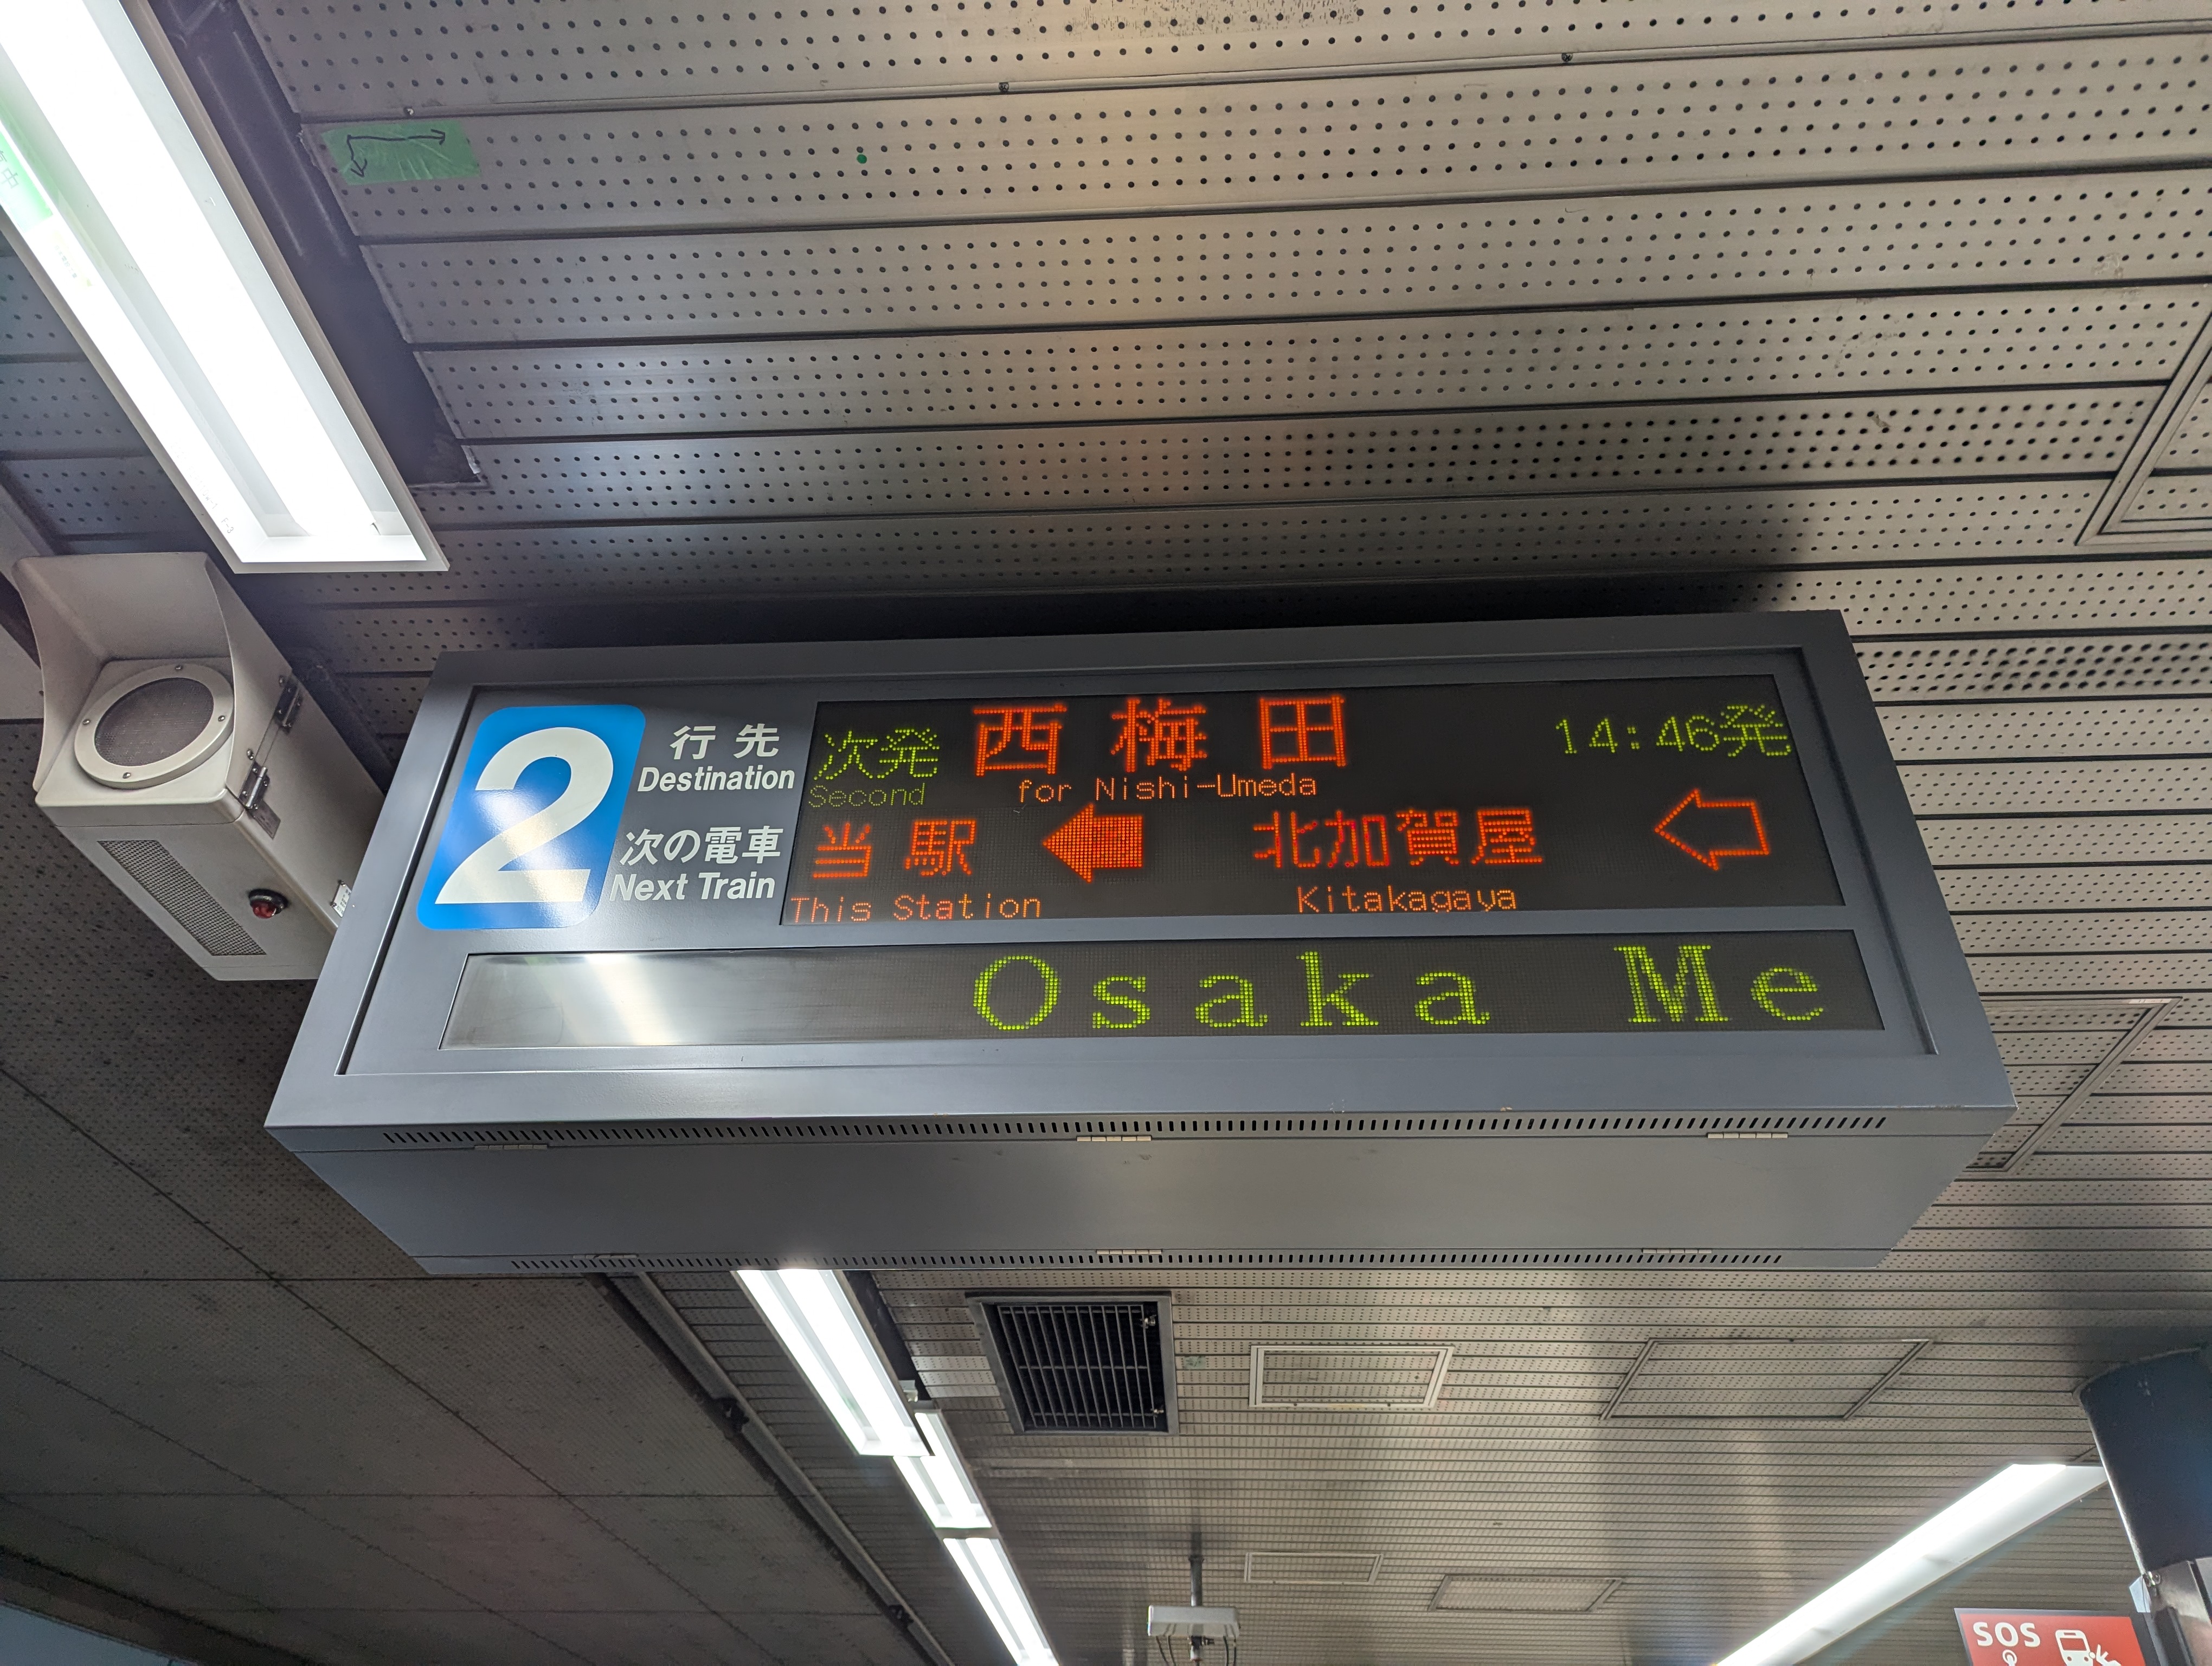 2
行先
Destination
次の電車
Next Train
次発 西梅田 14:46発
Second for Nishi-Umeda
当駅 北加賀屋
This Station Kitakagaya
Osaka Me
SOS